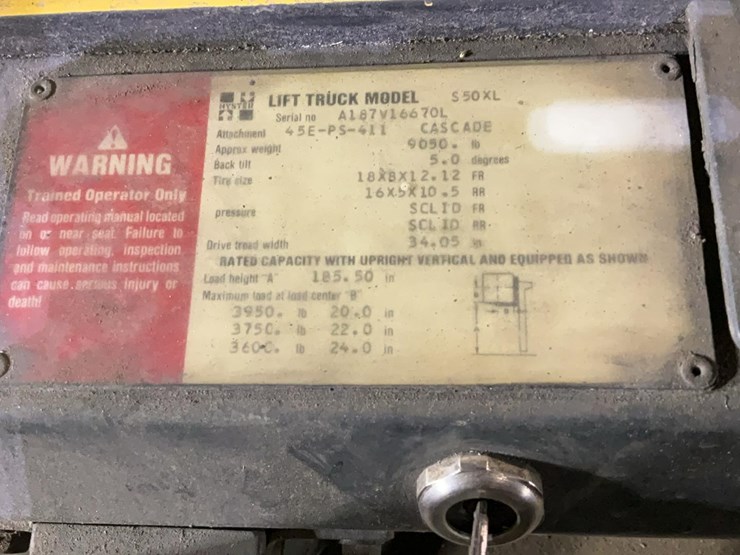 WARNING
Trained Operator Only
Read operating manual located
on or near seat. Failure to
follow operating, inspection
and maintenance instructions
can cause serious injury or
death!
HYSTER
LIFT TRUCK MODEL S50XL
Serial no A187V16670L
Attachment 45E-PS-411 CASCADE
Approx weight 9050. lb
Back tilt 5.0 degrees
Tire size 18X8X12.12 FR
16X5X10.5 RR
pressure SOLID FR
SOLID RR
Drive tread width 34.05 in
RATED CAPACITY WITH UPRIGHT VERTICAL AND EQUIPPED AS SHOWN
Load height "A" 185.50 in
Maximum load at load center "B"
3950. lb 20.0 in
3750. lb 22.0 in
3600. lb 24.0 in